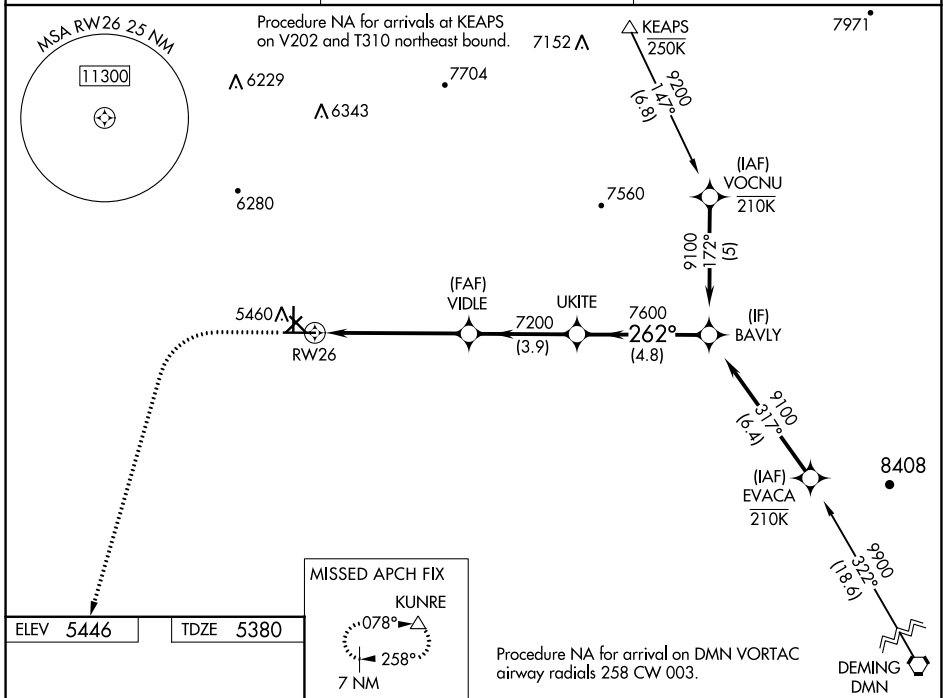 MSA RW26 25 NM
11300
Procedure NA for arrivals at KEAPS
on V202 and T310 northeast bound.
7152
KEAPS
250K
7971
6229
7704
6343
9200
147°
(6.8)
6280
7560
(IAF)
VOCNU
210K
9100
172°
(5)
(FAF)
VIDLE
UKITE
(IF)
BAVLY
5460
RW26
7200
(3.9)
7600
262°
(4.8)
9100
317°
(6.4)
(IAF)
EVACA
210K
8408
9900
322°
(18.6)
DEMING
DMN
ELEV 5446
TDZE 5380
MISSED APCH FIX
KUNRE
078°
258°
7 NM
Procedure NA for arrival on DMN VORTAC
airway radials 258 CW 003.